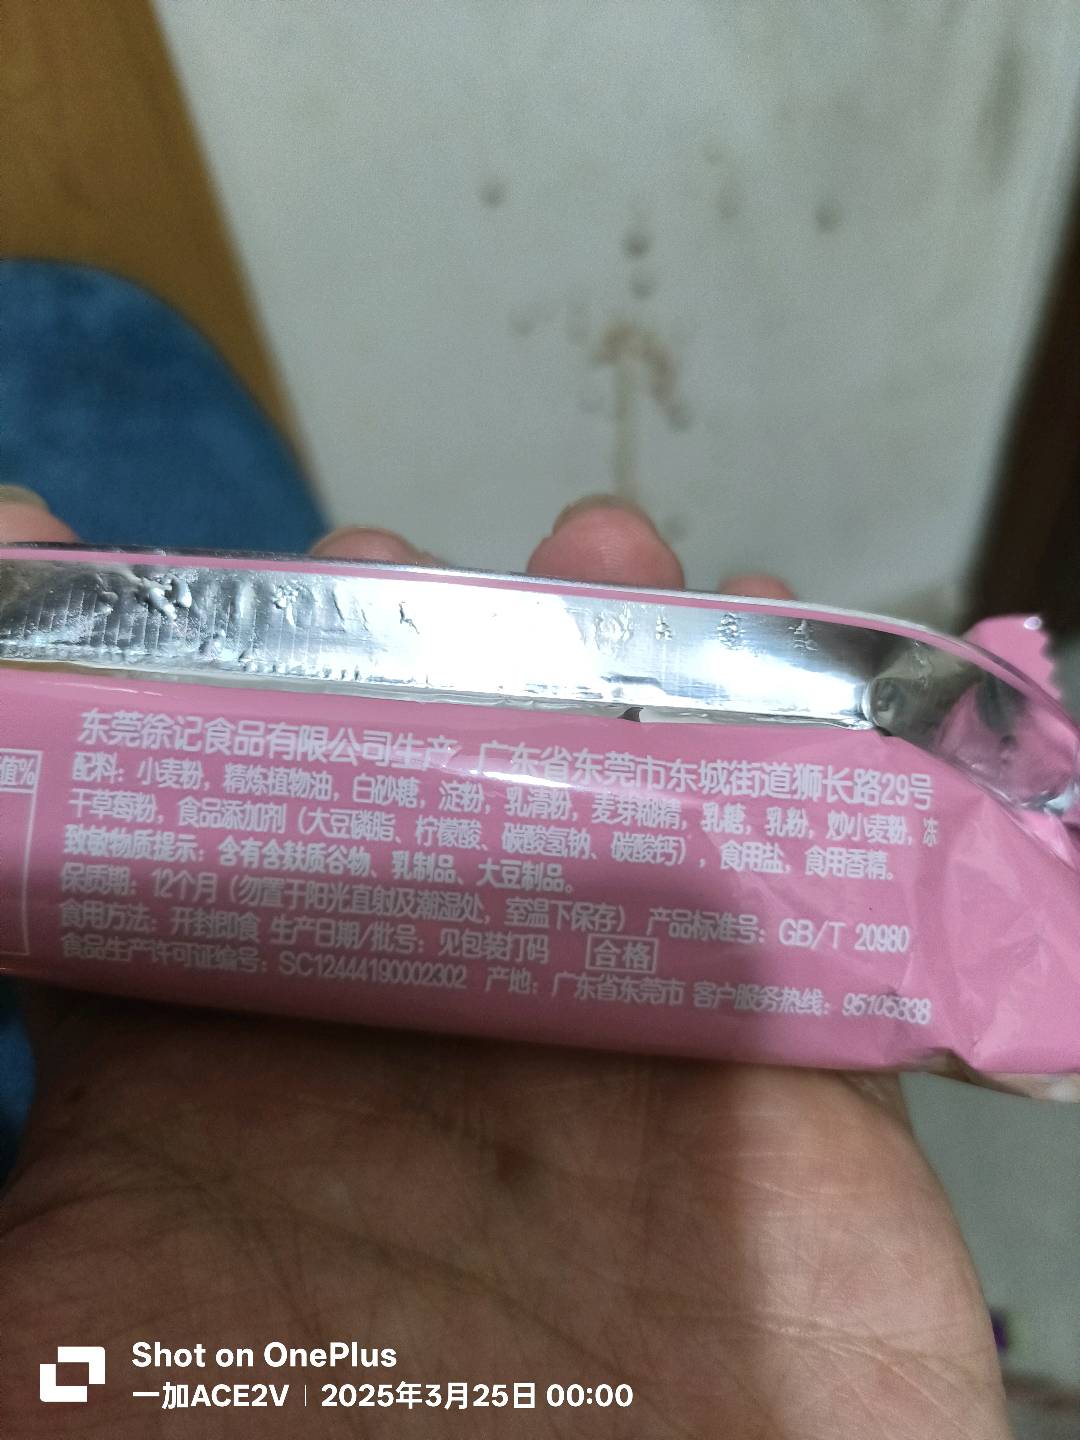 东莞徐记食品有限公司生产 广东省东莞市东城街道狮长路29号
配料：小麦粉，精炼植物油，白砂糖，淀粉，乳清粉，麦芽糊精，乳糖，乳粉，炒小麦粉，冻
干草莓粉，食品添加剂（大豆磷脂、柠檬酸、碳酸氢钠、碳酸钙），食用盐，食用香精。
致敏物质提示：含有含麸质谷物、乳制品、大豆制品。
保质期：12个月（勿置于阳光直射及潮湿处，室温下保存） 产品标准号：GB/T 20980
食用方法：开封即食 生产日期/批号：见包装打码 合格
食品生产许可证编号：SC12444190002302 产地：广东省东莞市 客户服务热线：95105838
值%
Shot on OnePlus
一加ACE2V | 2025年3月25日 00:00